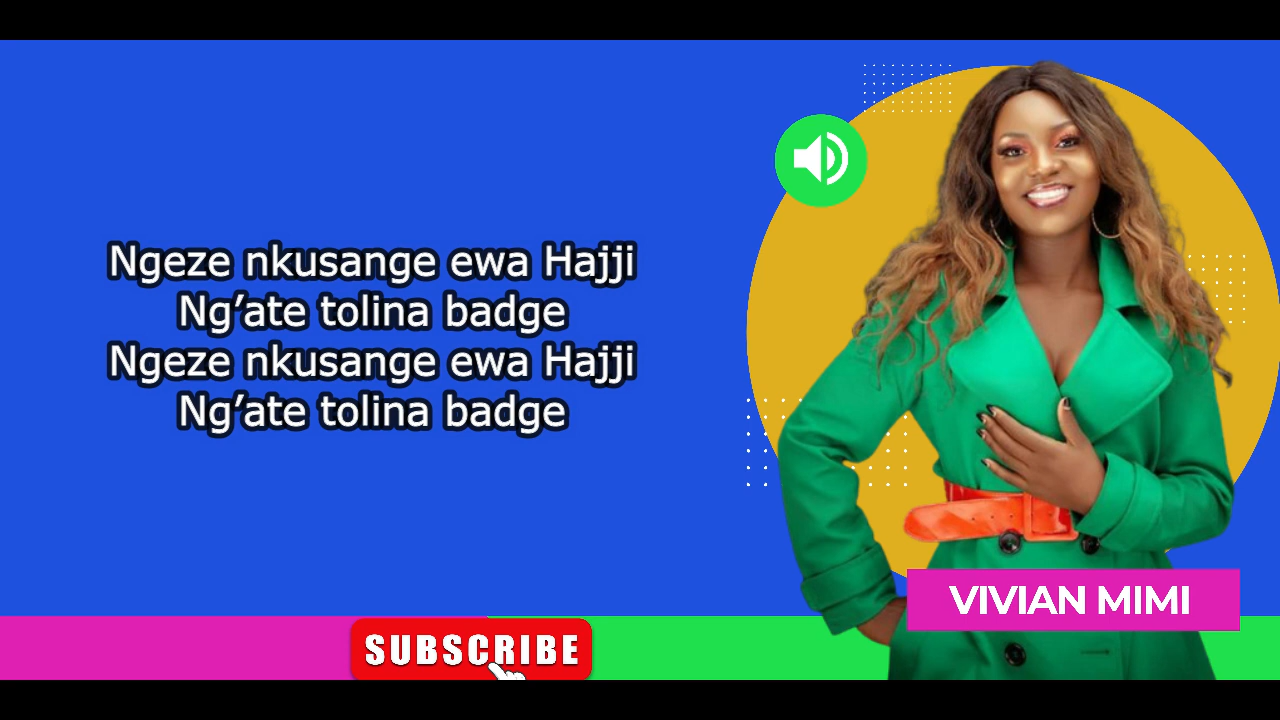 Ngeze nkusange ewa Hajji
Ng’ate tolina badge
Ngeze nkusange ewa Hajji
Ng’ate tolina badge
VIVIAN MIMI
SUBSCRIBE